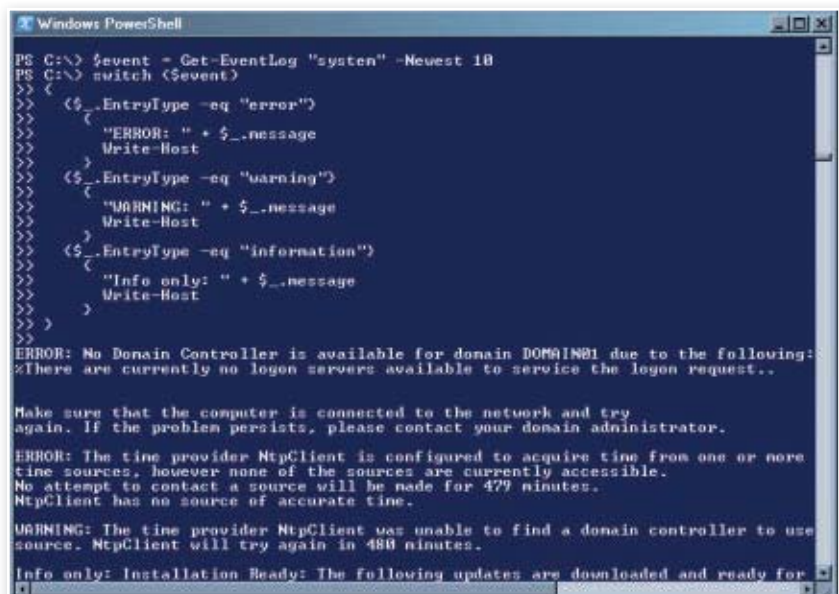 Windows PowerShell
PS C:\> $event = Get-EventLog "system" -Newest 10
PS C:\> switch ($event)
>> {
>> ($_.EntryType -eq "error")
>> {
>> "ERROR: " + $_.message
>> Write-Host
>> }
>> ($_.EntryType -eq "warning")
>> {
>> "WARNING: " + $_.message
>> Write-Host
>> }
>> ($_.EntryType -eq "information")
>> {
>> "Info only: " + $_.message
>> Write-Host
>> }
>> }
>>
ERROR: No Domain Controller is available for domain DOMAIN01 due to the following:
%There are currently no logon servers available to service the logon request..
Make sure that the computer is connected to the network and try
again. If the problem persists, please contact your domain administrator.
ERROR: The time provider NtpClient is configured to acquire time from one or more
time sources, however none of the sources are currently accessible.
No attempt to contact a source will be made for 479 minutes.
NtpClient has no source of accurate time.
WARNING: The time provider NtpClient was unable to find a domain controller to use
source. NtpClient will try again in 480 minutes.
Info only: Installation Ready: The following updates are downloaded and ready for